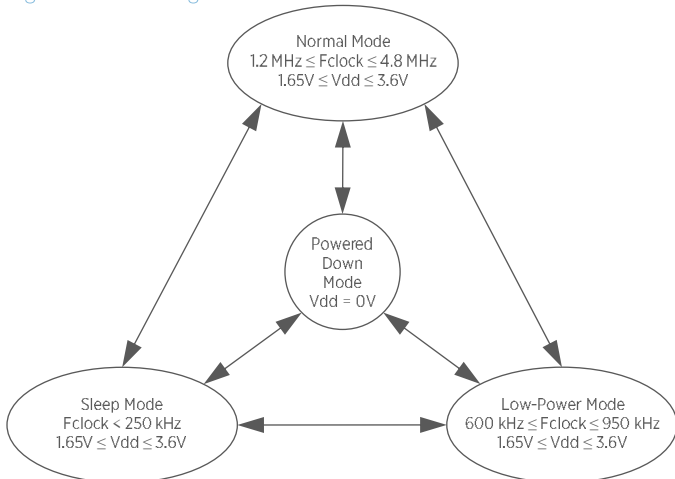 Normal Mode
1.2 MHz ≤ Fclock ≤ 4.8 MHz
1.65V ≤ Vdd ≤ 3.6V
Powered
Down
Mode
Vdd = 0V
Sleep Mode
Fclock < 250 kHz
1.65V ≤ Vdd ≤ 3.6V
Low-Power Mode
600 kHz ≤ Fclock ≤ 950 kHz
1.65V ≤ Vdd ≤ 3.6V